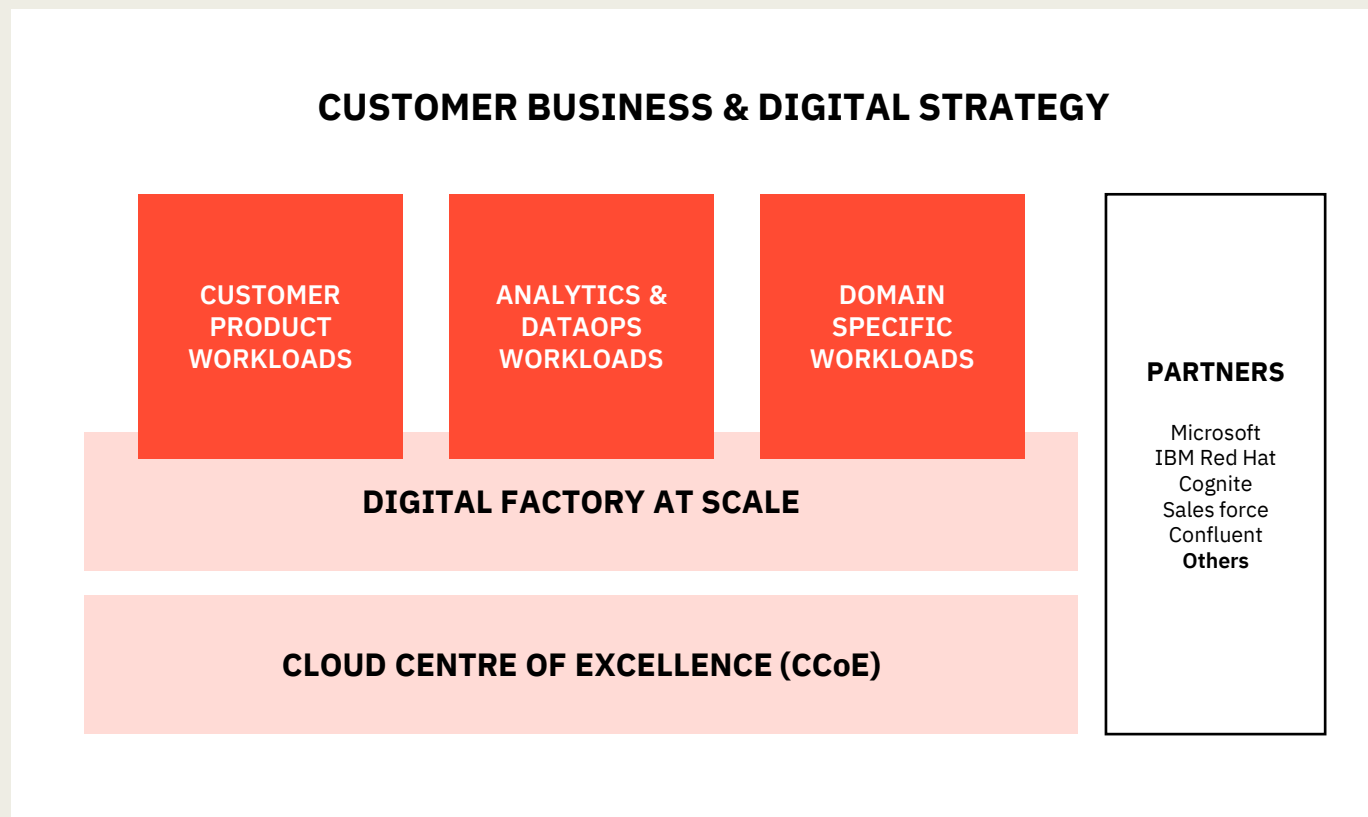 CUSTOMER BUSINESS & DIGITAL STRATEGY
CUSTOMER
PRODUCT
WORKLOADS
ANALYTICS &
DATAOPS
WORKLOADS
DOMAIN
SPECIFIC
WORKLOADS
DIGITAL FACTORY AT SCALE
CLOUD CENTRE OF EXCELLENCE (CCoE)
PARTNERS
Microsoft
IBM Red Hat
Cognite
Sales force
Confluent
Others